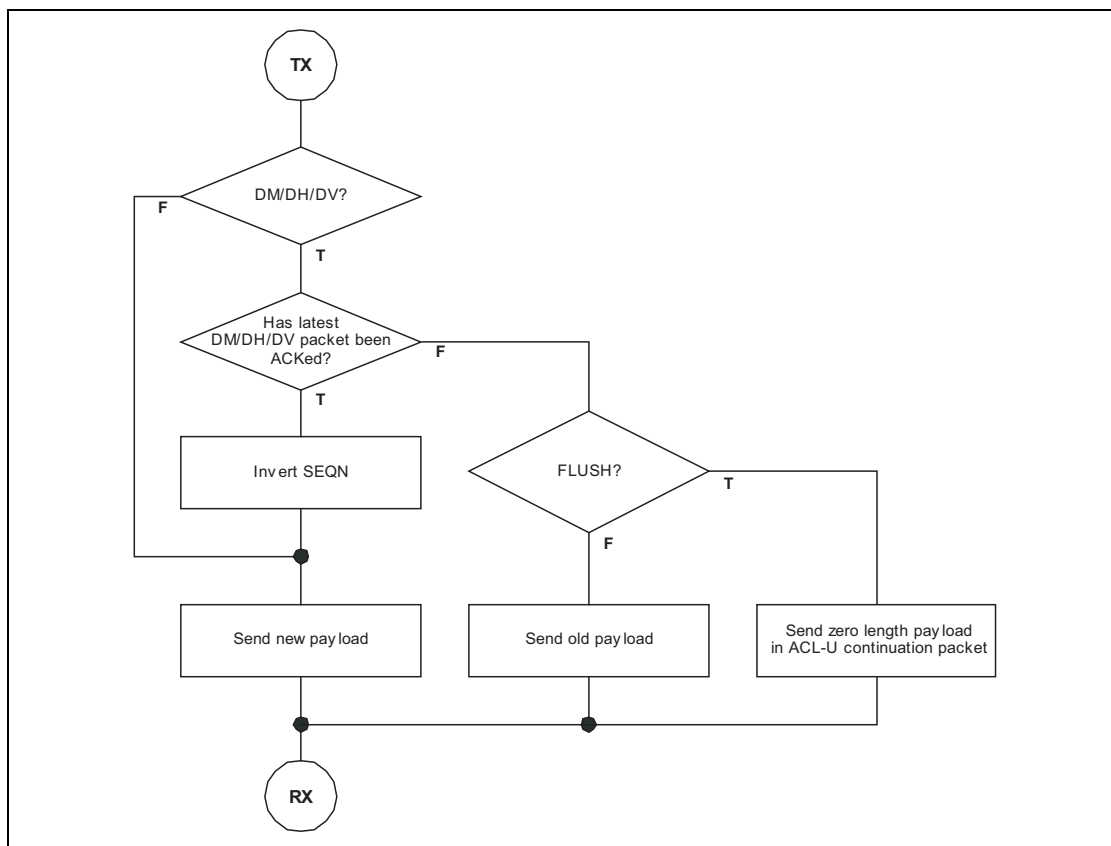 TX
DM/DH/DV?
F
T
Has latest
DM/DH/DV packet been
ACKed?
F
T
Invert SEQN
FLUSH?
T
F
Send new payload
Send old payload
Send zero length payload
in ACL-U continuation packet
RX